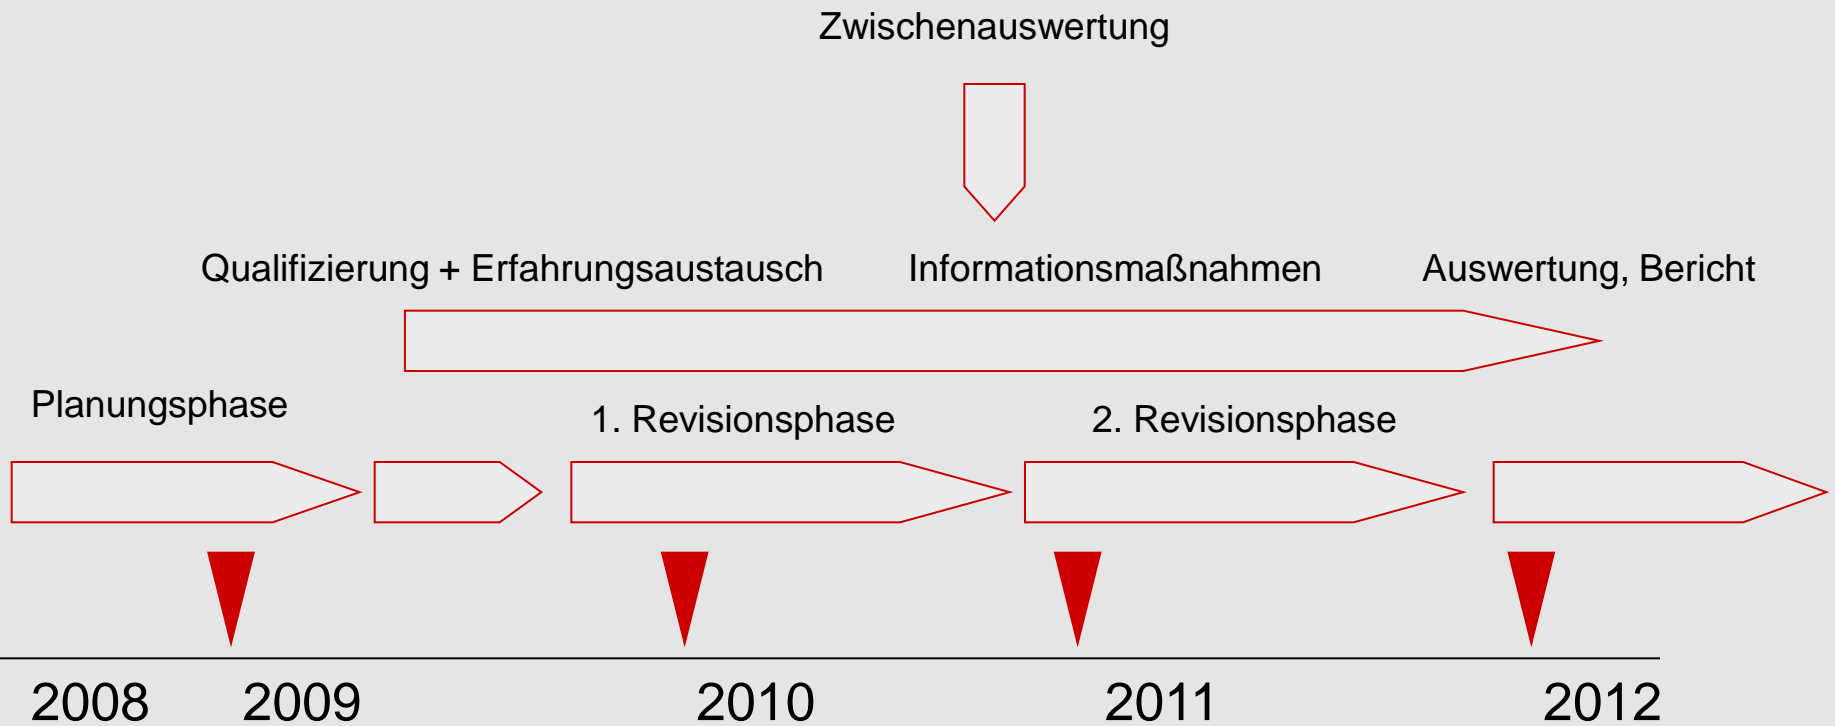 Zwischenauswertung
Qualifizierung + Erfahrungsaustausch
Informationsmaßnahmen
Auswertung, Bericht
Planungsphase
1. Revisionsphase
2. Revisionsphase
2008 2009 2010 2011 2012